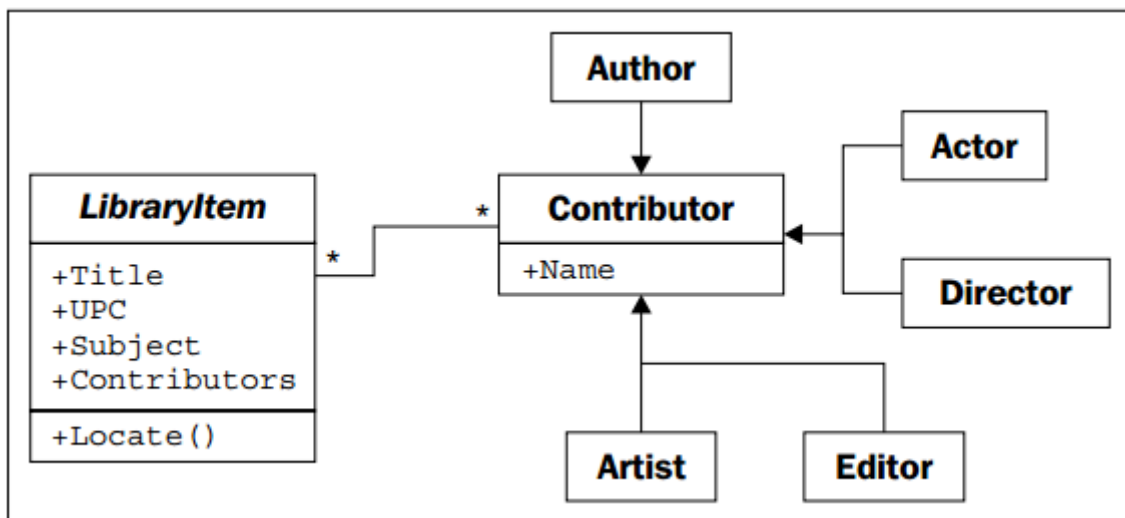 Author
Actor
LibraryItem
Contributor
*
*
+Name
+Title
+UPC
+Subject
+Contributors
+Locate()
Director
Artist
Editor